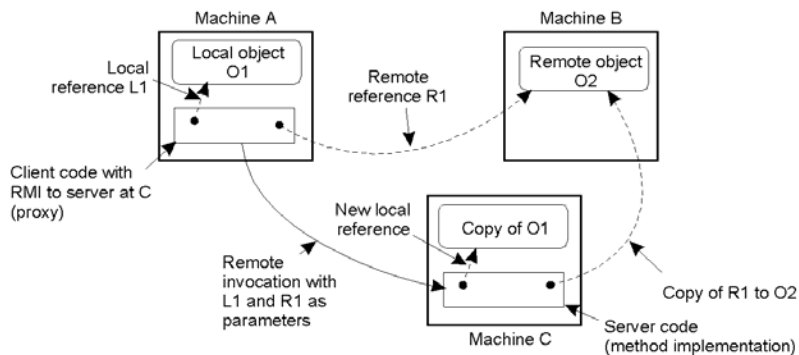 Machine A
Machine B
Local object
O1
Local
reference L1
Remote
reference R1
Remote object
O2
Client code with
RMI to server at C
(proxy)
New local
reference
Copy of O1
Remote
invocation with
L1 and R1 as
parameters
Copy of R1 to O2
Machine C
Server code
(method implementation)